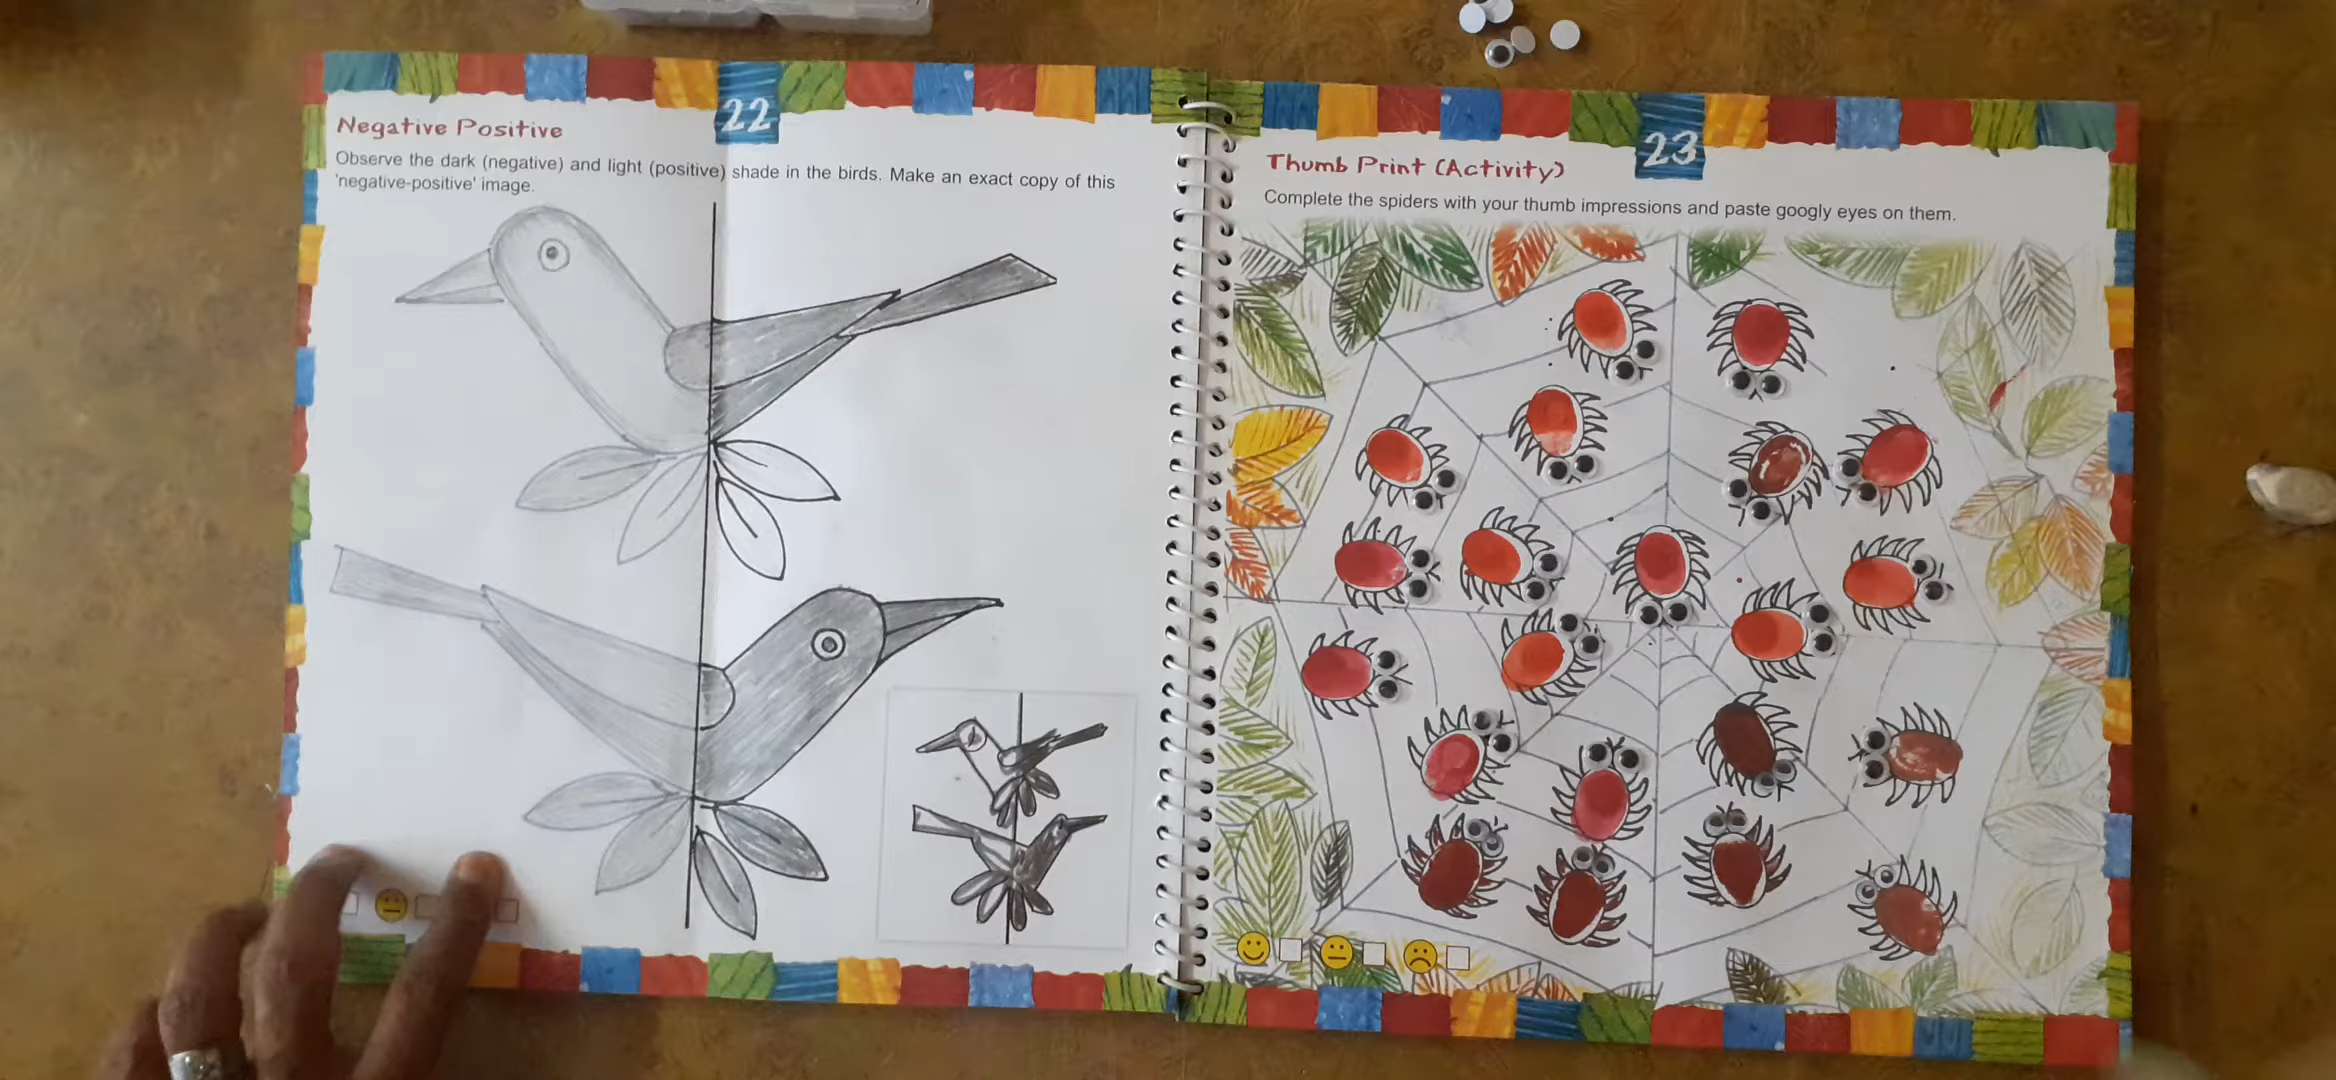 22
Negative Positive
Observe the dark (negative) and light (positive) shade in the birds. Make an exact copy of this
'negative-positive' image.
23
Thumb Print (Activity)
Complete the spiders with your thumb impressions and paste googly eyes on them.